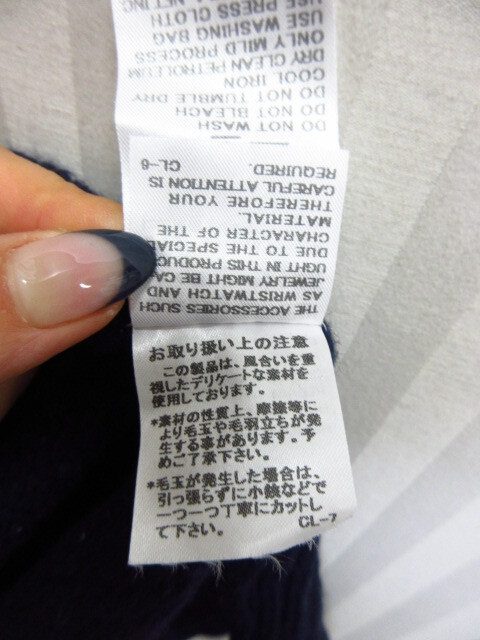 DO NOT WASH
DO NOT BLEACH
DO NOT TUMBLE DRY
COOL IRON
DRY CLEAN PETROLEUM
ONLY MILD PROCESS
USE WASHING BAG
USE PRESS CLOTH
NETTING
THE ACCESSORIES SUCH
AS WRISTWATCH AND
JEWELRY MIGHT BE CA
UGHT IN THIS PRODUC
DUE TO THE SPECIAL
CHARACTER OF THE
MATERIAL.
THEREFORE YOUR
CAREFUL ATTENTION IS
REQUIRED.
CL-6
お取り扱い上の注意
この製品は、風合いを重
視したデリケートな素材を
使用しております。
*素材の性質上、摩擦等に
より毛玉や毛羽立ちが発
生する事があります。予
めご了承下さい。
*毛玉が発生した場合は、
引っ張らずに小鋏などで
一つ一つ丁寧にカットし
て下さい。
CL-7